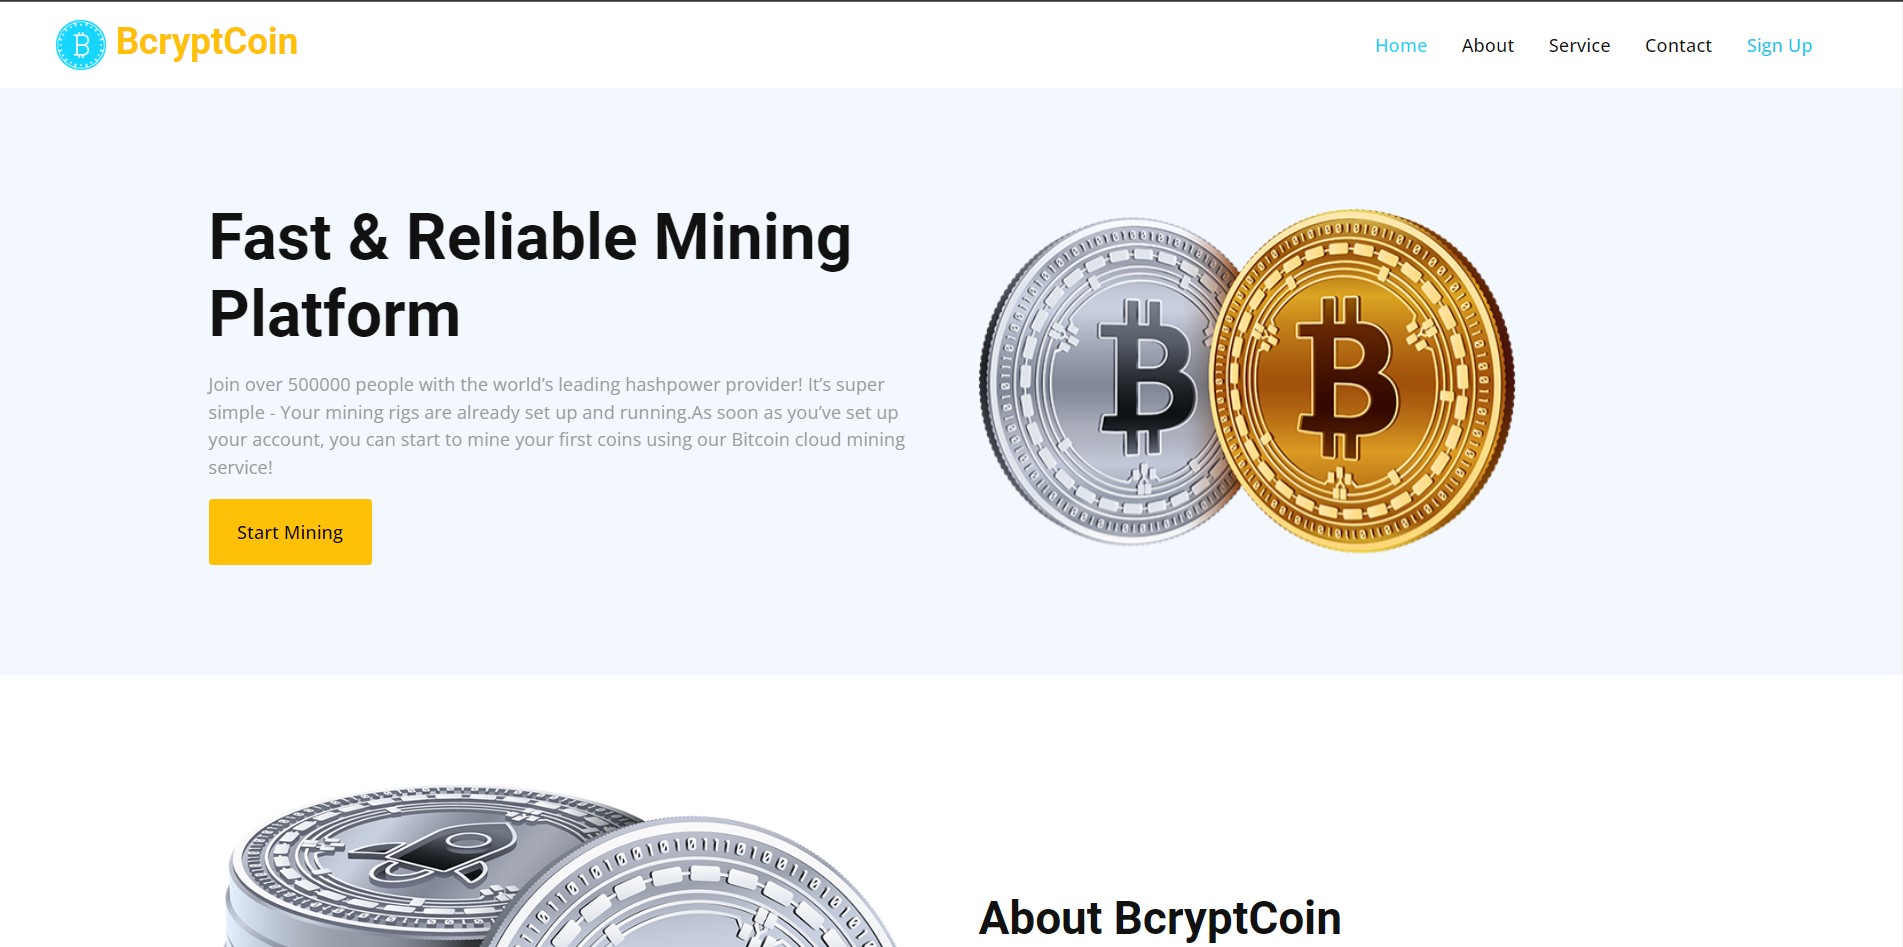 BcryptCoin
Home About Service Contact Sign Up
Fast & Reliable Mining
Platform
Join over 500000 people with the world’s leading hashpower provider! It’s super
simple - Your mining rigs are already set up and running.As soon as you’ve set up
your account, you can start to mine your first coins using our Bitcoin cloud mining
service!
Start Mining
About BcryptCoin